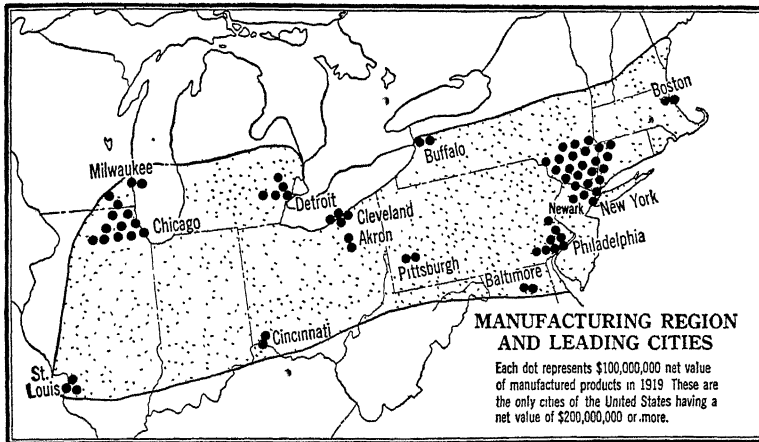 Boston
Buffalo
Milwaukee
Detroit
Cleveland
Akron
Chicago
Newark
New York
Philadelphia
Pittsburgh
Baltimore
Cincinnati
St.
Louis
MANUFACTURING REGION
AND LEADING CITIES
Each dot represents $100,000,000 net value
of manufactured products in 1919 These are
the only cities of the United States having a
net value of $200,000,000 or more.